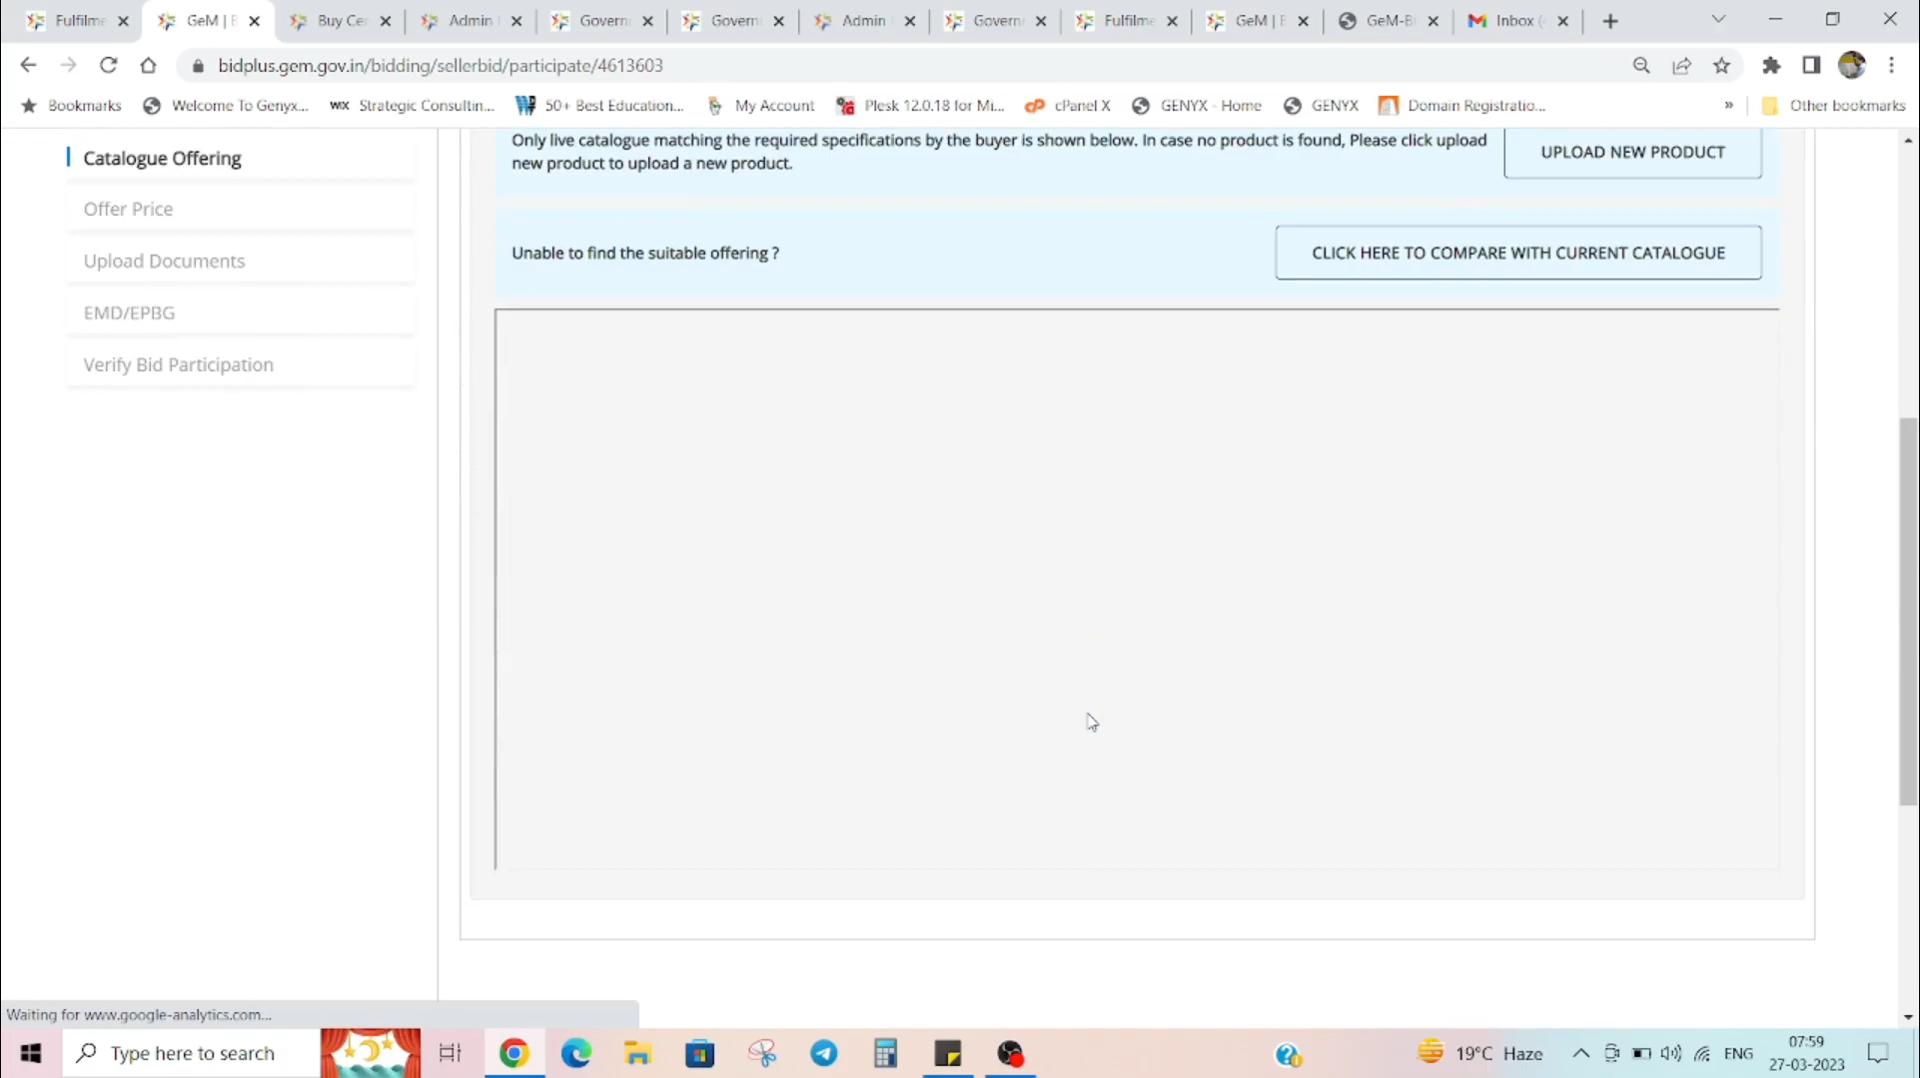 Fulfilme
GeM | B
Buy Cer
Admin
Govern
Govern
Admin
Govern
Fulfilme
GeM | B
GeM-Bi
Inbox (
bidplus.gem.gov.in/bidding/sellerbid/participate/4613603
Bookmarks
Welcome To Genyx...
WIX Strategic Consultin...
50+ Best Education...
My Account
Plesk 12.0.18 for Mi...
cPanel X
GENYX - Home
GENYX
Domain Registratio...
»
Other bookmarks
Catalogue Offering
Offer Price
Upload Documents
EMD/EPBG
Verify Bid Participation
Only live catalogue matching the required specifications by the buyer is shown below. In case no product is found, Please click upload
new product to upload a new product.
UPLOAD NEW PRODUCT
Unable to find the suitable offering ?
CLICK HERE TO COMPARE WITH CURRENT CATALOGUE
Waiting for www.google-analytics.com...
Type here to search
19°C Haze
ENG
07:59
27-03-2023